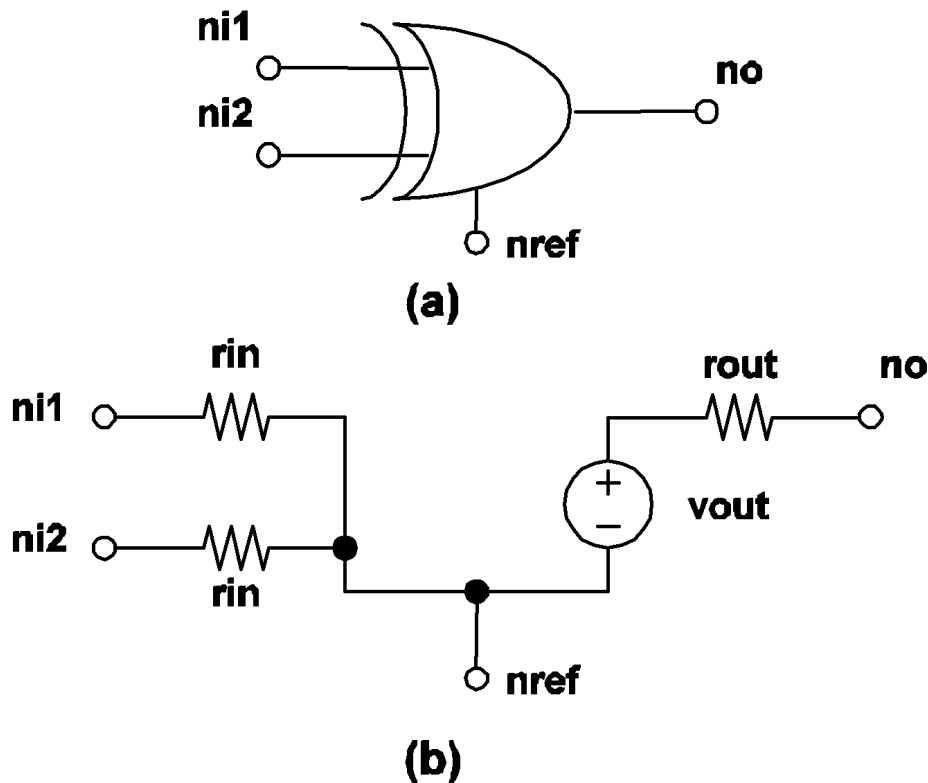 ni1
no
ni2
nref
(a)
rin
rout
no
ni1
+
vout
−
ni2
rin
nref
(b)